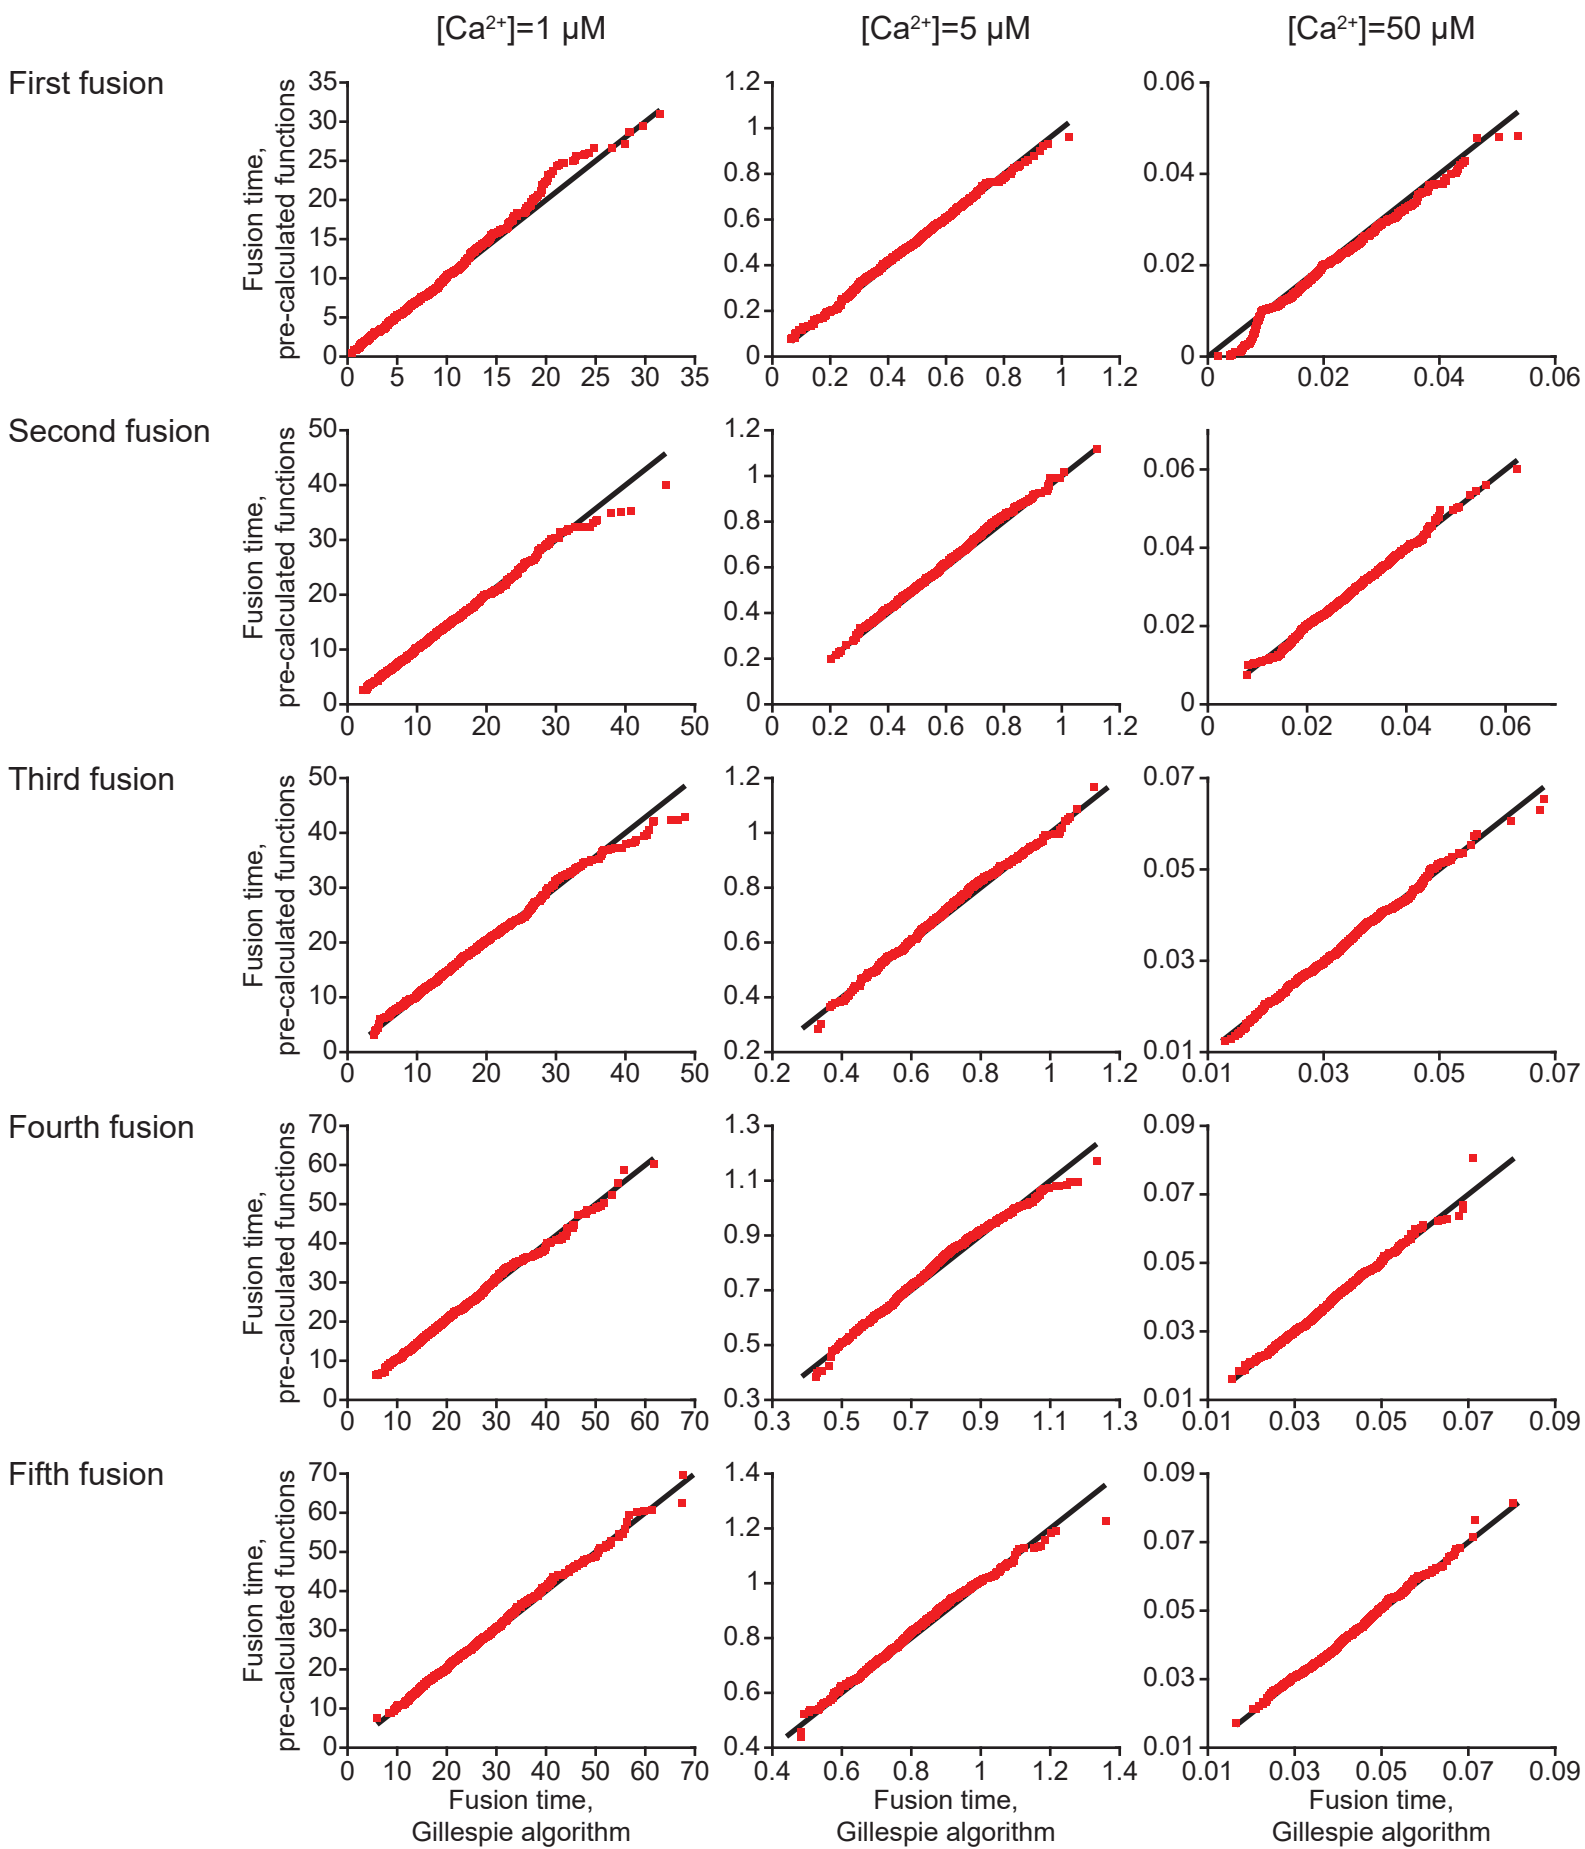 [Ca²⁺]=1 µM [Ca²⁺]=5 µM [Ca²⁺]=50 µM
First fusion
Fusion time,
pre-calculated functions
35
30
25
20
15
10
5
0
0 5 10 15 20 25 30 35
1.2
1
0.8
0.6
0.4
0.2
0
0 0.2 0.4 0.6 0.8 1 1.2
0.06
0.04
0.02
0
0 0.02 0.04 0.06
Second fusion
Fusion time,
pre-calculated functions
50
40
30
20
10
0
0 10 20 30 40 50
1.2
1
0.8
0.6
0.4
0.2
0
0 0.2 0.4 0.6 0.8 1 1.2
0.06
0.04
0.02
0
0 0.02 0.04 0.06
Third fusion
Fusion time,
pre-calculated functions
50
40
30
20
10
0
0 10 20 30 40 50
1.2
1
0.8
0.6
0.4
0.2
0.2 0.4 0.6 0.8 1 1.2
0.07
0.05
0.03
0.01
0.01 0.03 0.05 0.07
Fourth fusion
Fusion time,
pre-calculated functions
70
60
50
40
30
20
10
0
0 10 20 30 40 50 60 70
1.3
1.1
0.9
0.7
0.5
0.3
0.3 0.5 0.7 0.9 1.1 1.3
0.09
0.07
0.05
0.03
0.01
0.01 0.03 0.05 0.07 0.09
Fifth fusion
Fusion time,
pre-calculated functions
70
60
50
40
30
20
10
0
0 10 20 30 40 50 60 70
Fusion time,
Gillespie algorithm
1.4
1.2
1
0.8
0.6
0.4
0.4 0.6 0.8 1 1.2 1.4
Fusion time,
Gillespie algorithm
0.09
0.07
0.05
0.03
0.01
0.01 0.03 0.05 0.07 0.09
Fusion time,
Gillespie algorithm